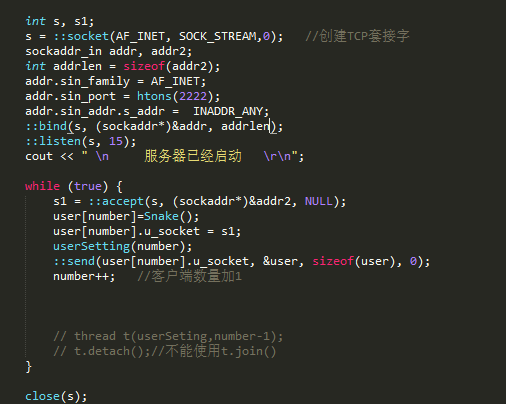 int s, s1;
s = ::socket(AF_INET, SOCK_STREAM,0);   //创建TCP套接字
sockaddr_in addr, addr2;
int addrlen = sizeof(addr2);
addr.sin_family = AF_INET;
addr.sin_port = htons(2222);
addr.sin_addr.s_addr =  INADDR_ANY;
::bind(s, (sockaddr*)&addr, addrlen);
::listen(s, 15);
cout << " \n     服务器已经启动   \r\n";
while (true) {
    s1 = ::accept(s, (sockaddr*)&addr2, NULL);
    user[number]=Snake();
    user[number].u_socket = s1;
    userSetting(number);
    ::send(user[number].u_socket, &user, sizeof(user), 0);
    number++;   //客户端数量加1
    // thread t(userSeting,number-1);
    // t.detach();//不能使用t.join()
}
close(s);